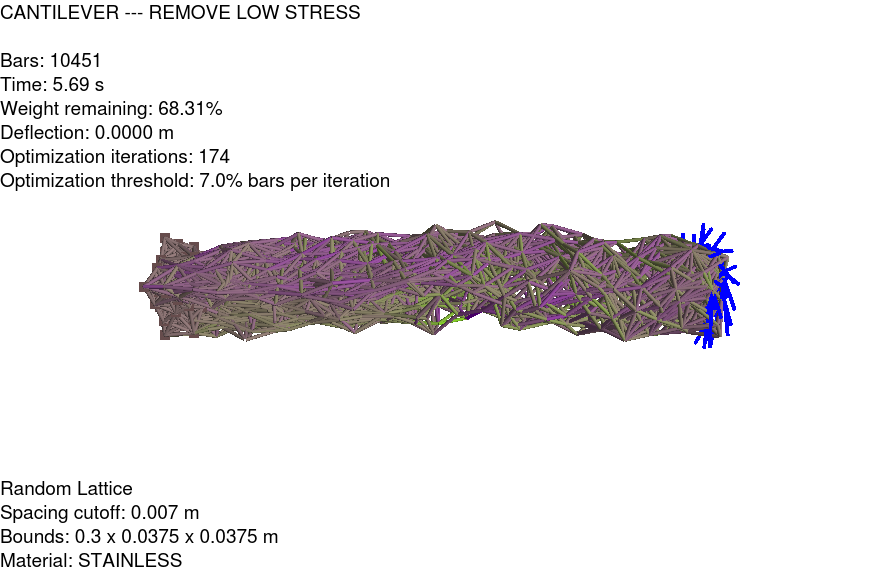 CANTILEVER --- REMOVE LOW STRESS
Bars: 10451
Time: 5.69 s
Weight remaining: 68.31%
Deflection: 0.0000 m
Optimization iterations: 174
Optimization threshold: 7.0% bars per iteration
Random Lattice
Spacing cutoff: 0.007 m
Bounds: 0.3 x 0.0375 x 0.0375 m
Material: STAINLESS